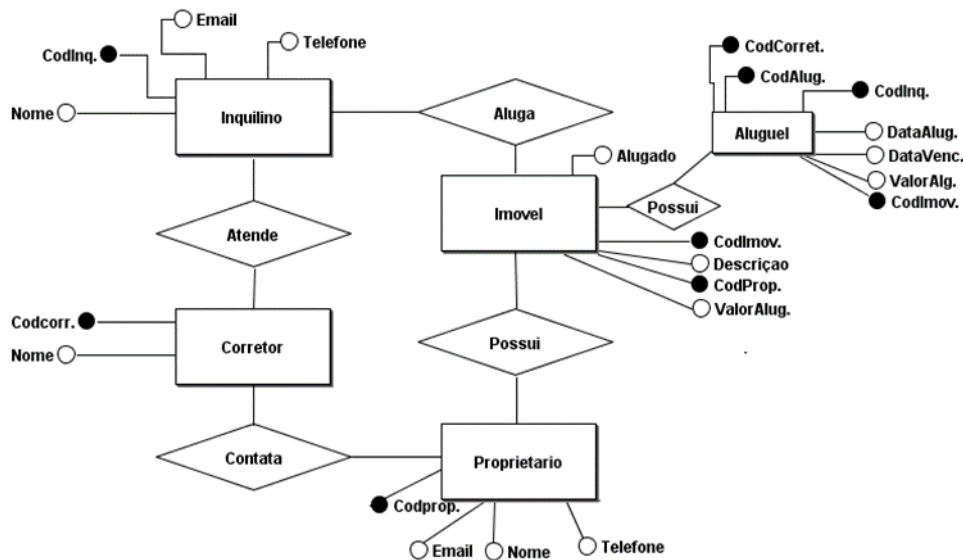 Email
Telefone
CodInq.
Nome
Inquilino
Aluga
CodCorret.
CodAlug.
CodInq.
Aluguel
DataAlug.
DataVenc.
ValorAlg.
CodImov.
Alugado
Imovel
Possui
CodImov.
Descriçao
CodProp.
ValorAlug.
Atende
Codcorr.
Nome
Corretor
Possui
Contata
Proprietario
Codprop.
Email
Nome
Telefone